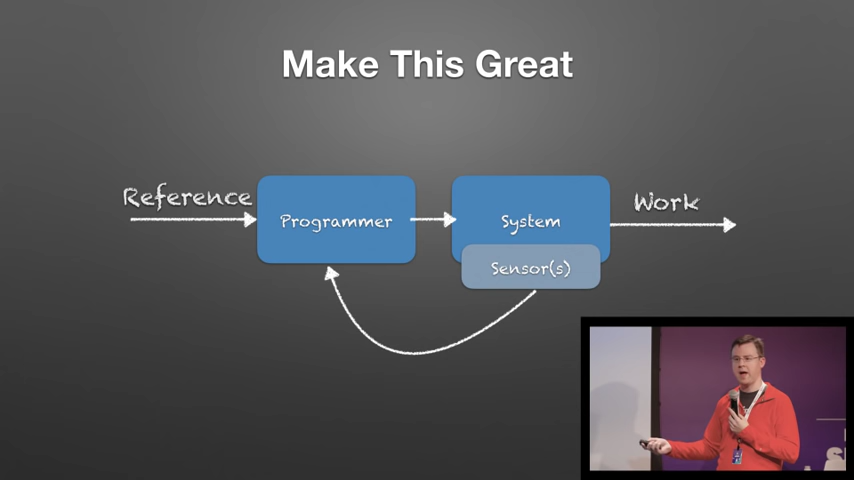 Make This Great
Reference
Programmer
System
Work
Sensor(s)